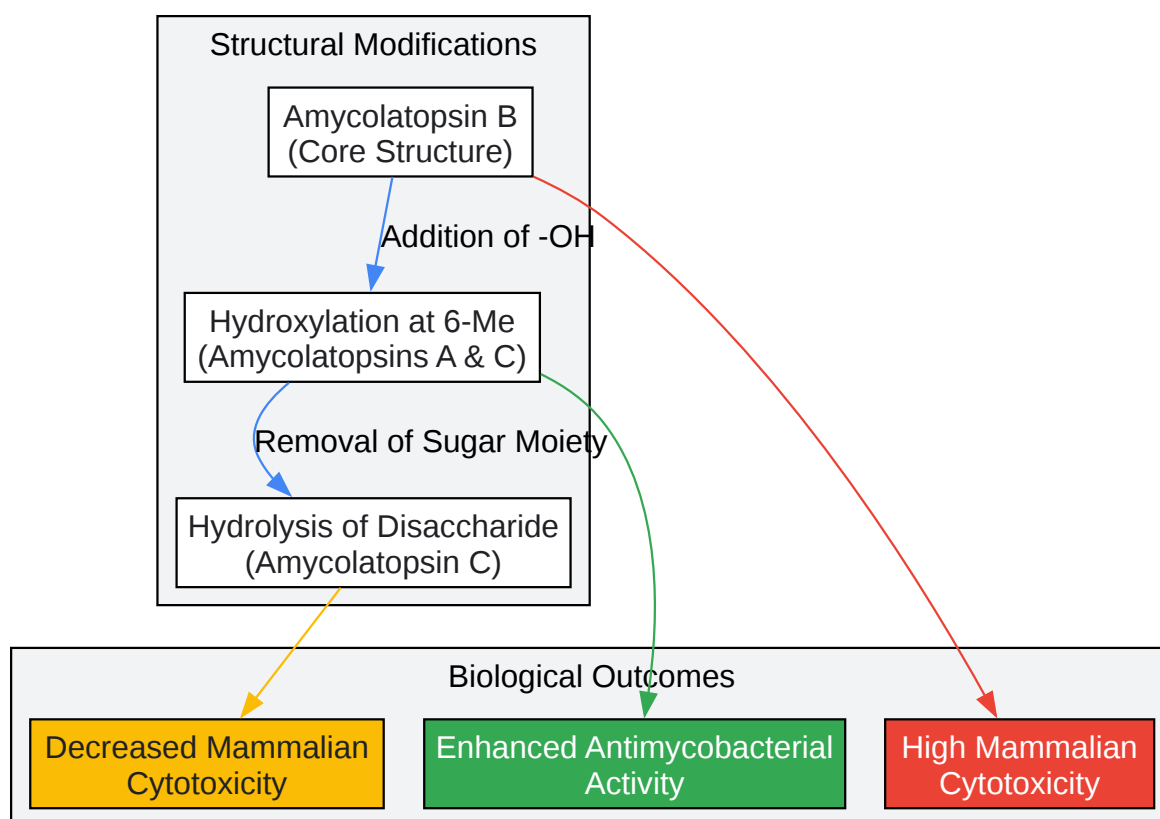 Structural Modifications
Amycolatopsin B
(Core Structure)
Addition of -OH
Hydroxylation at 6-Me
(Amycolatopsins A & C)
Removal of Sugar Moiety
Hydrolysis of Disaccharide
(Amycolatopsin C)
Biological Outcomes
Decreased Mammalian
Cytotoxicity
Enhanced Antimycobacterial
Activity
High Mammalian
Cytotoxicity